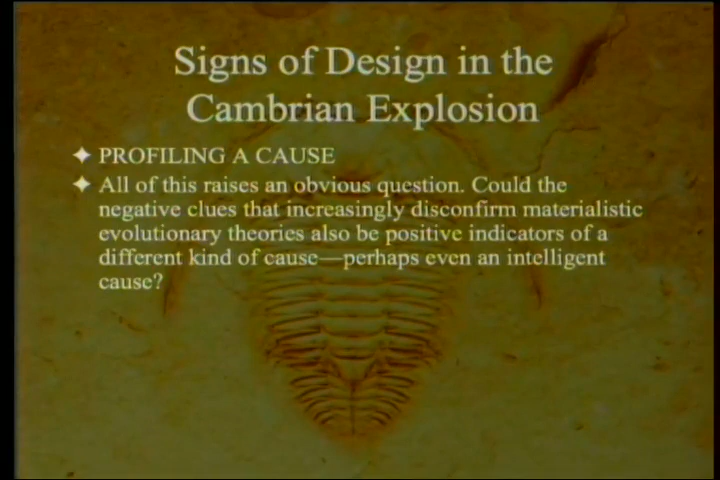 Signs of Design in the
Cambrian Explosion
PROFILING A CAUSE
All of this raises an obvious question. Could the
negative clues that increasingly disconfirm materialistic
evolutionary theories also be positive indicators of a
different kind of cause—perhaps even an intelligent
cause?